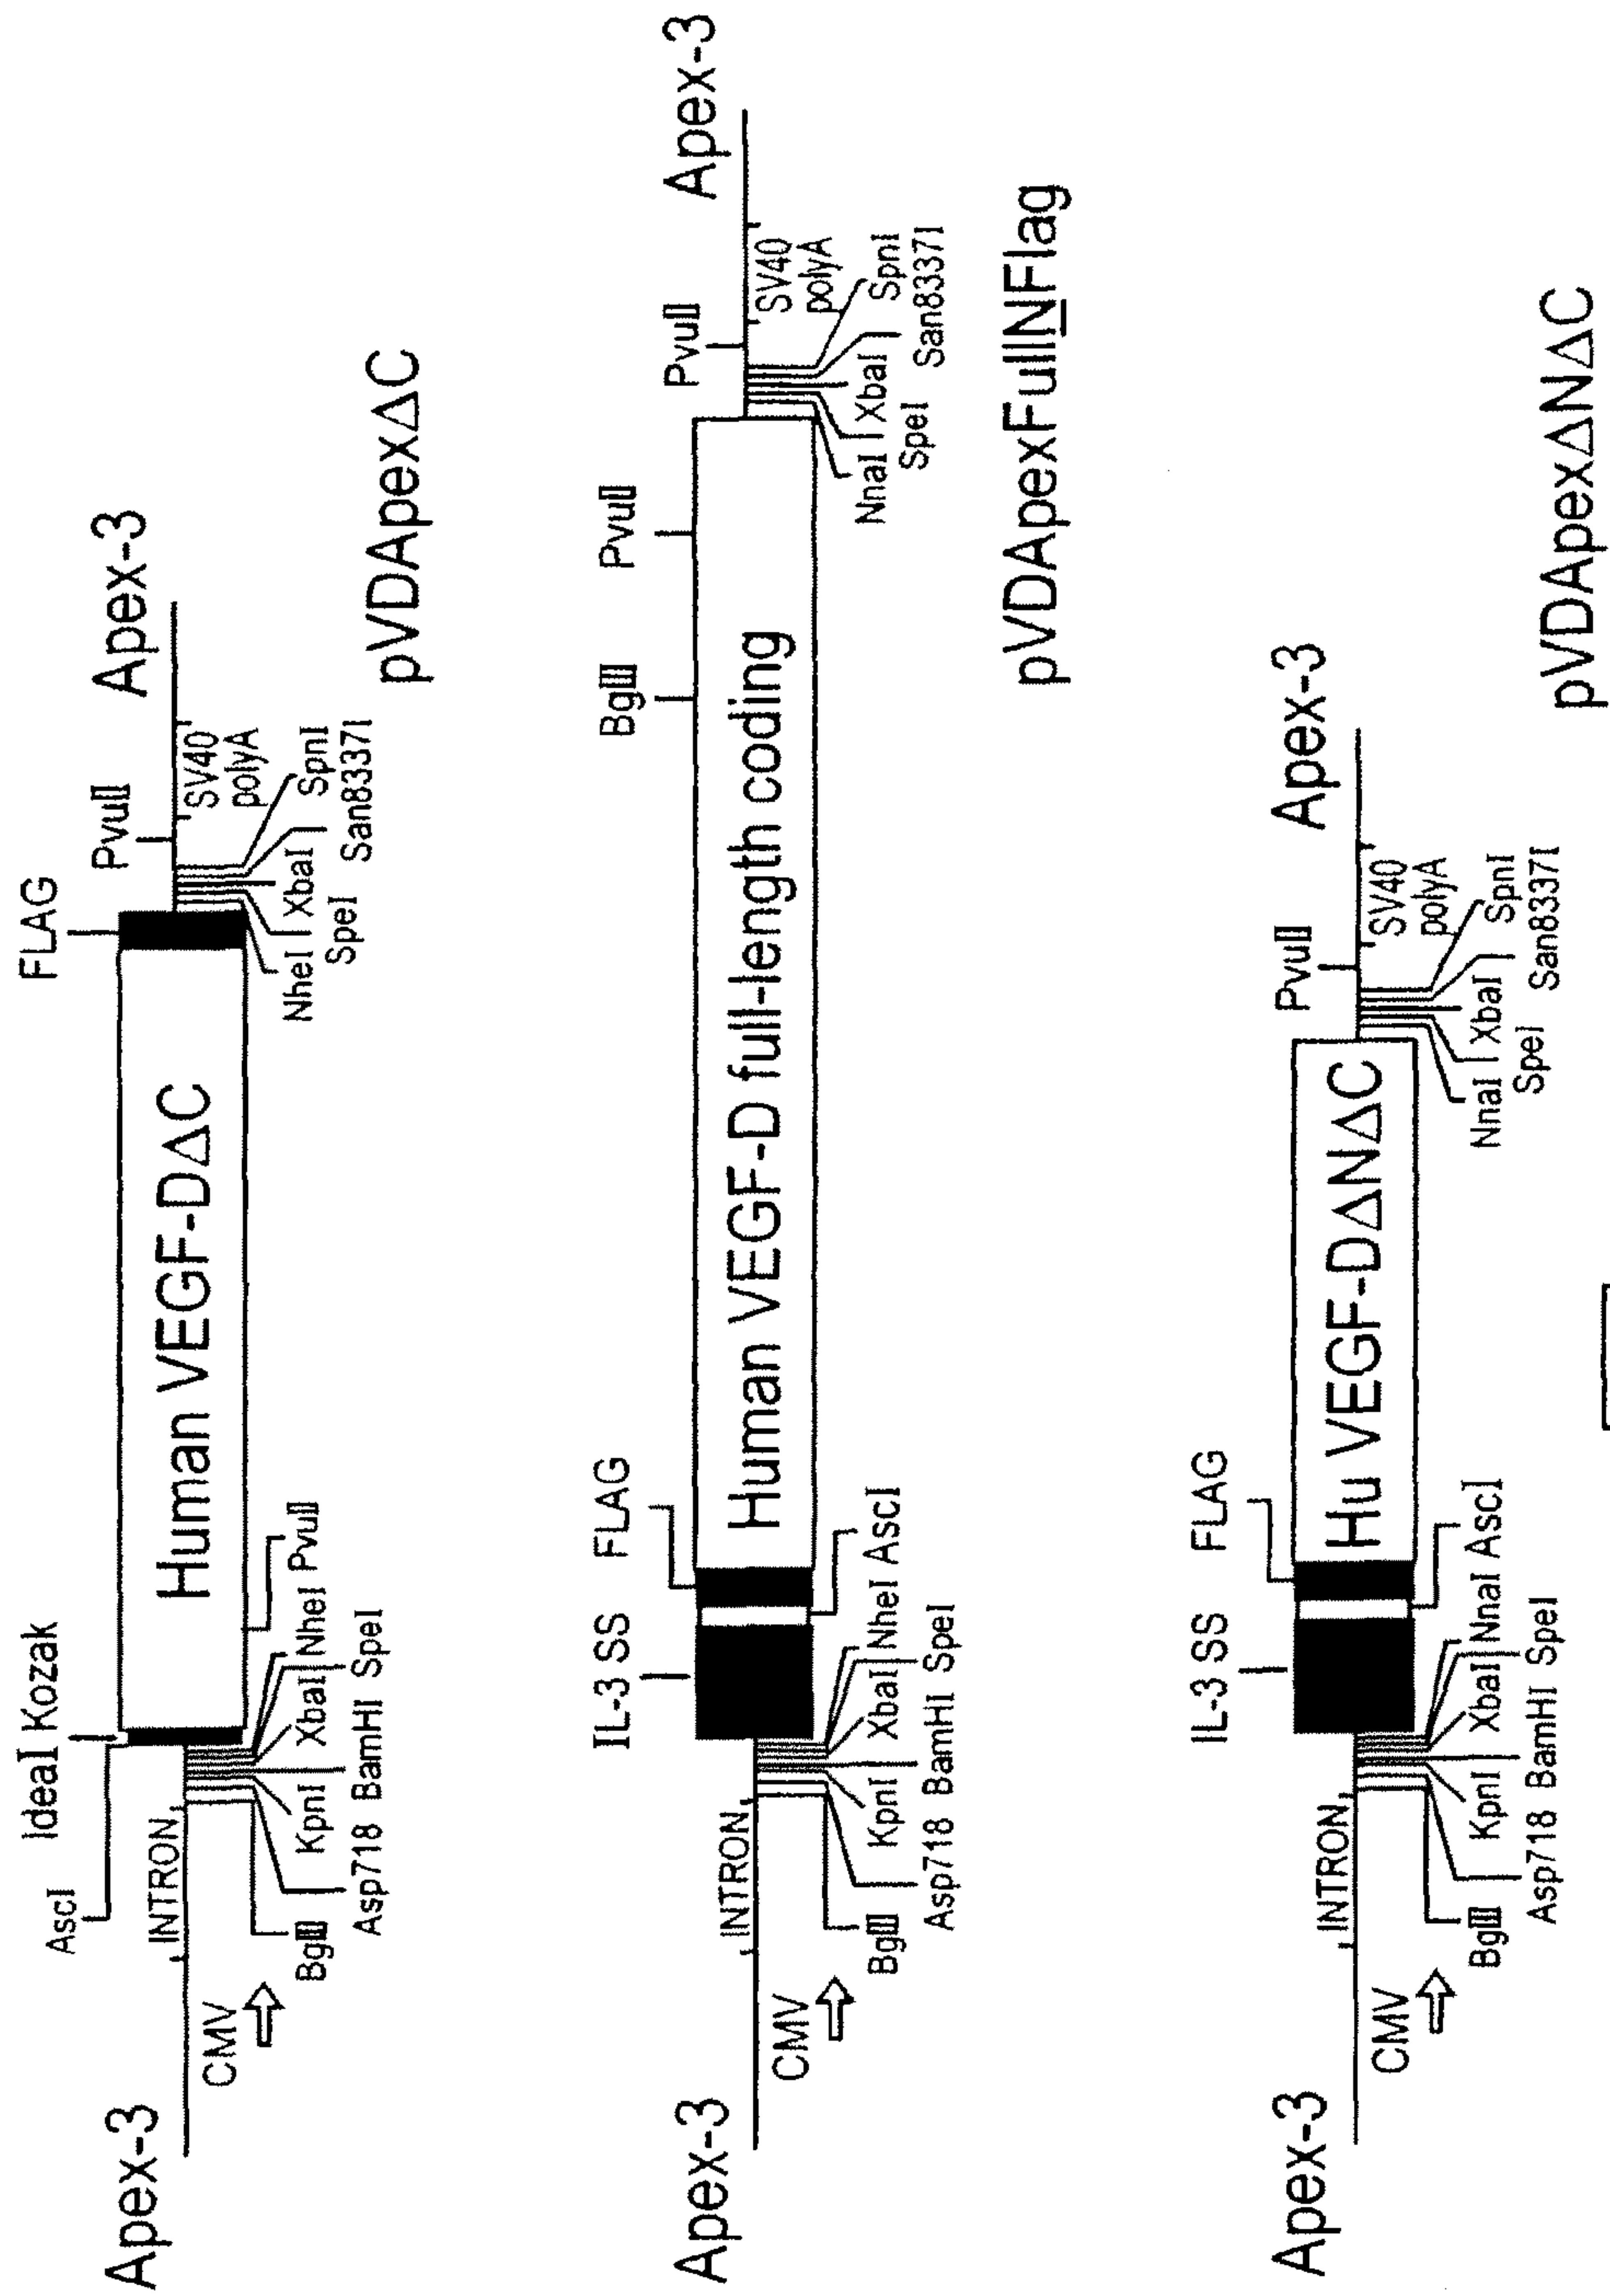 AscI
Ideal Kozak
FLAG
PvuⅡ
Apex-3
Apex-3
INTRON
Human VEGF-DΔC
SV40
polyA
CMV
BglⅡ
KpnI
XbaI
NheI
PvuⅡ
NheI
XbaI
SpnI
Asp718
BamHI
SpeI
SpeI
San8337I
pVDApexΔC
IL-3 SS
FLAG
BglⅡ
PvuⅡ
PvuⅡ
Apex-3
Apex-3
INTRON
Human VEGF-D full-length coding
SV40
polyA
CMV
BglⅡ
KpnI
XbaI
NheI
AscI
NnaI
XbaI
SpnI
Asp718
BamHI
SpeI
SpeI
San8337I
pVDApexFullNFlag
IL-3 SS
FLAG
PvuⅡ
Apex-3
Apex-3
INTRON
Hu VEGF-DΔNΔC
SV40
polyA
CMV
BglⅡ
KpnI
XbaI
NnaI
AscI
NnaI
XbaI
SpnI
Asp718
BamHI
SpeI
SpeI
San8337I
pVDApexΔNΔC